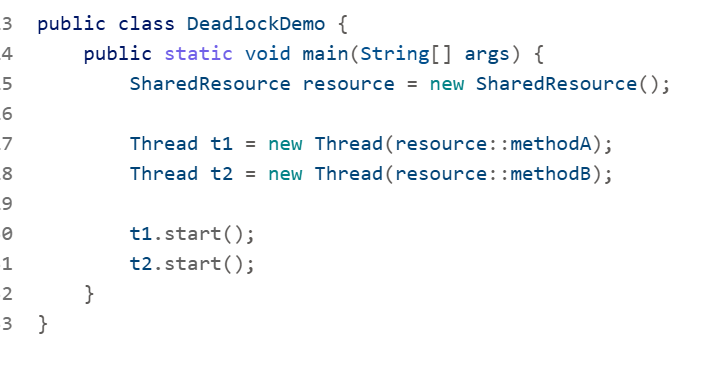 3 public class DeadlockDemo {
4 public static void main(String[] args) {
5 SharedResource resource = new SharedResource();
6
7 Thread t1 = new Thread(resource::methodA);
8 Thread t2 = new Thread(resource::methodB);
9
0 t1.start();
1 t2.start();
2 }
3 }